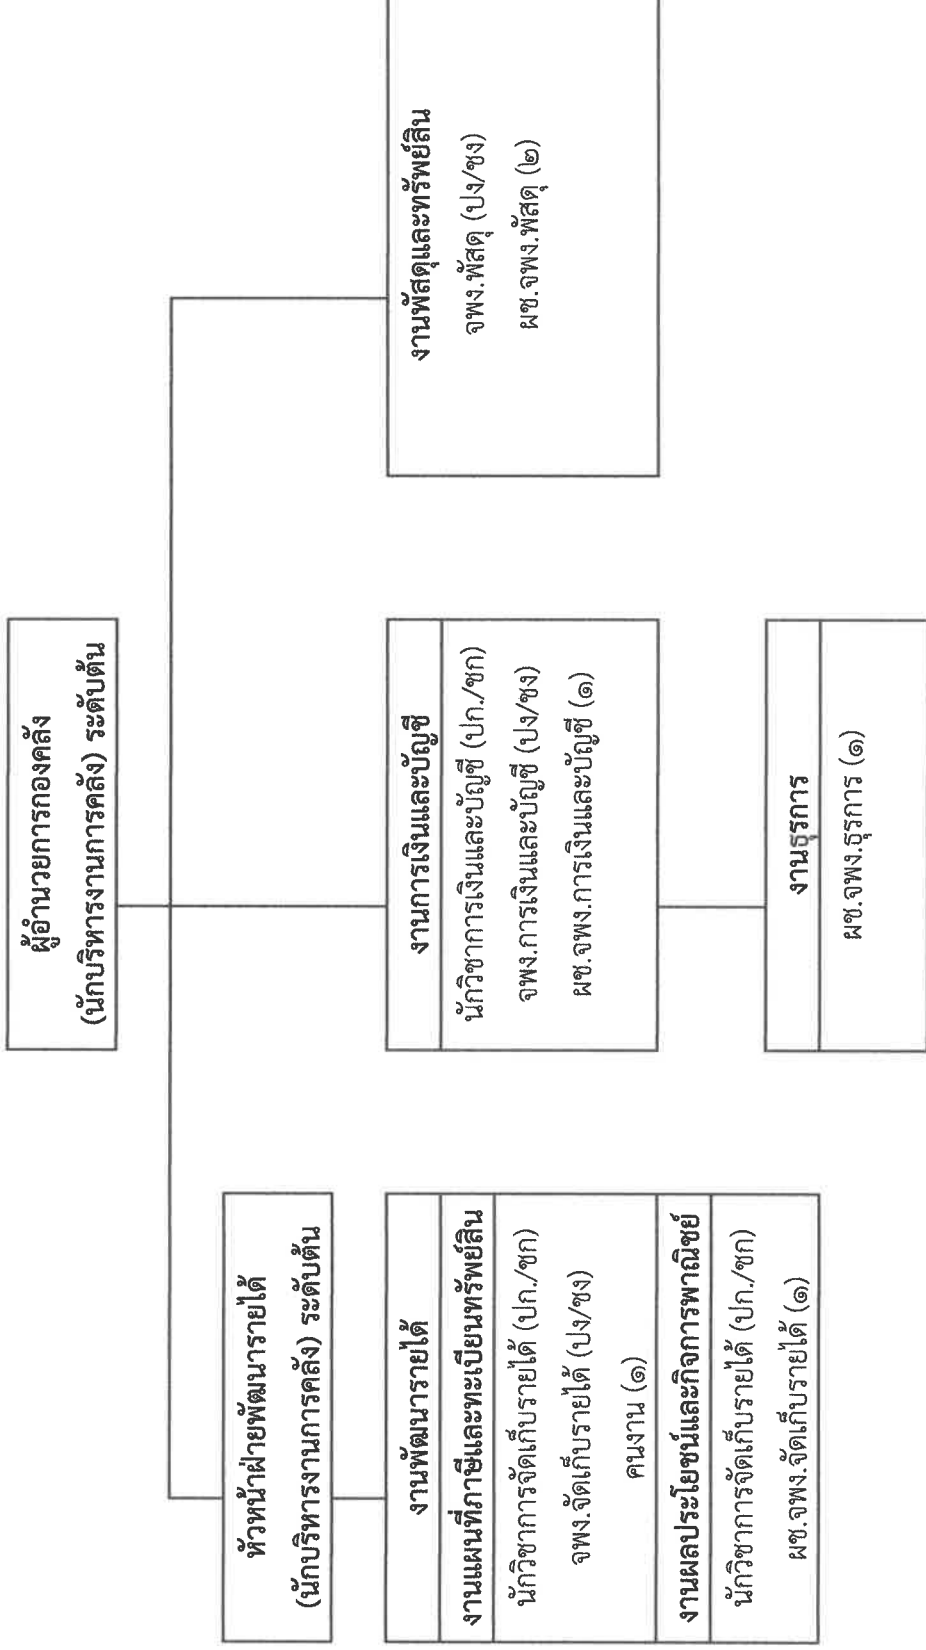 ผู้อำนวยการกองคลัง
(นักบริหารงานการคลัง) ระดับต้น
หัวหน้าฝ่ายพัฒนารายได้
(นักบริหารงานการคลัง) ระดับต้น
งานพัฒนารายได้
งานแผนที่ภาษีและทะเบียนทรัพย์สิน
นักวิชาการจัดเก็บรายได้ (ปก./ชก)
จพง.จัดเก็บรายได้ (ปง/ชง)
คนงาน (๑)
งานผลประโยชน์และกิจการพาณิชย์
นักวิชาการจัดเก็บรายได้ (ปก./ชก)
ผช.จพง.จัดเก็บรายได้ (๑)
งานการเงินและบัญชี
นักวิชาการเงินและบัญชี (ปก./ชก)
จพง.การเงินและบัญชี (ปง/ชง)
ผช.จพง.การเงินและบัญชี (๑)
งานธุรการ
ผช.จพง.ธุรการ (๑)
งานพัสดุและทรัพย์สิน
จพง.พัสดุ (ปง/ชง)
ผช.จพง.พัสดุ (๒)